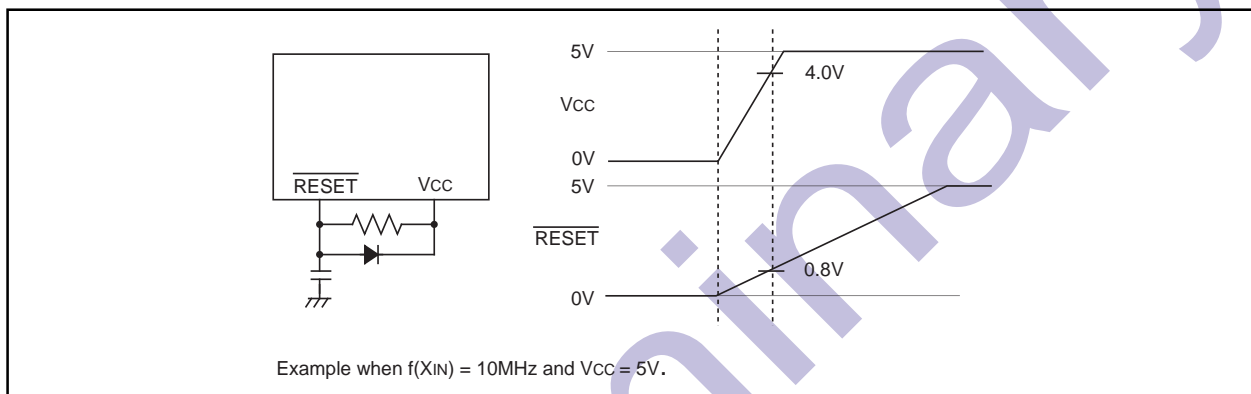 5V
4.0V
VCC
0V
RESET VCC
5V
RESET
0.8V
0V
Example when f(XIN) = 10MHz and VCC = 5V.